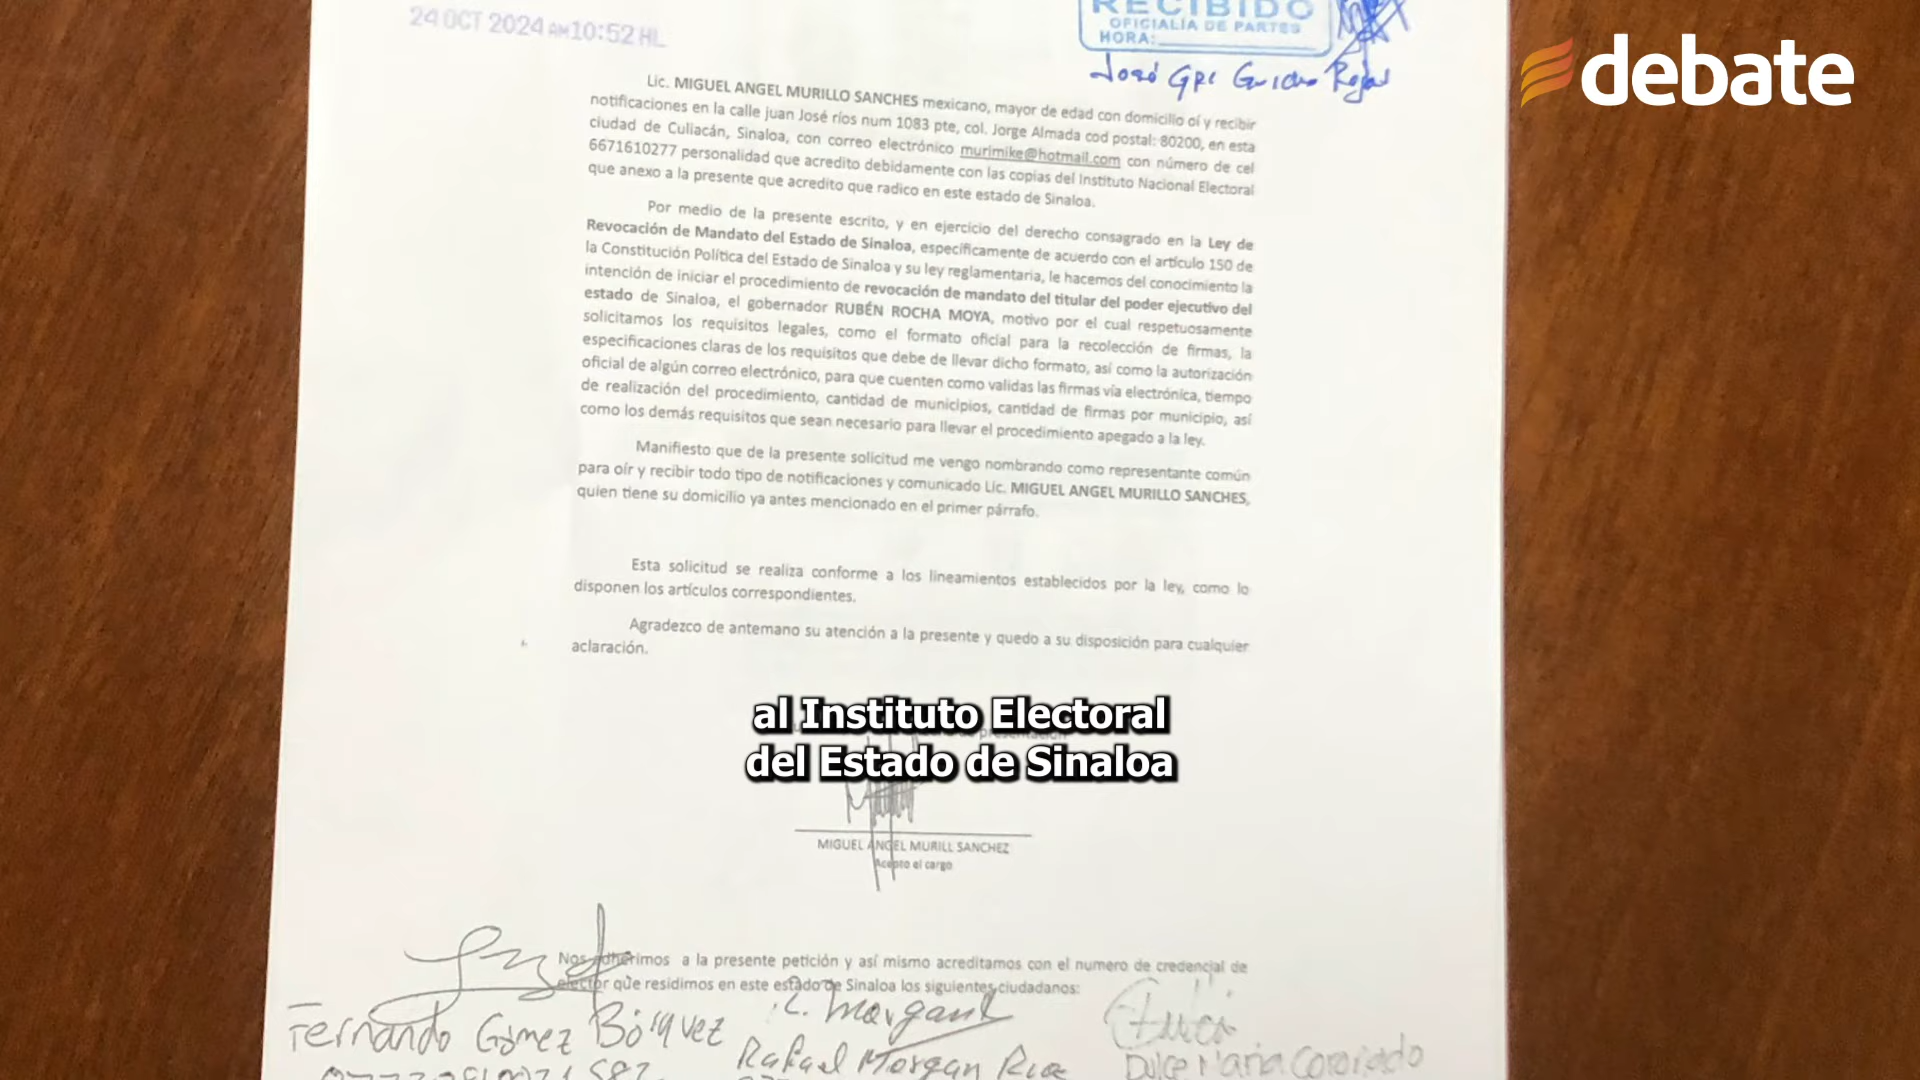 24 OCT 2024 AM 10:52 HL
RECIBIDO
OFICIALÍA DE PARTES
HORA:
José Gpe Rojas
debate
Lic. MIGUEL ANGEL MURILLO SANCHES mexicano, mayor de edad con domicilio oí y recibir
notificaciones en la calle juan José ríos num 1083 pte, col. Jorge Almada cod postal: 80200, en esta
ciudad de Culiacán, Sinaloa, con correo electrónico murimike@hotmail.com con número de cel
6671610277 personalidad que acredito debidamente con las copias del Instituto Nacional Electoral
que anexo a la presente que acredito que radico en este estado de Sinaloa.
Por medio de la presente escrito, y en ejercicio del derecho consagrado en la Ley de
Revocación de Mandato del Estado de Sinaloa, específicamente de acuerdo con el artículo 150 de
la Constitución Política del Estado de Sinaloa y su ley reglamentaria, le hacemos del conocimiento la
intención de iniciar el procedimiento de revocación de mandato del titular del poder ejecutivo del
estado de Sinaloa, el gobernador RUBÉN ROCHA MOYA, motivo por el cual respetuosamente
solicitamos los requisitos legales, como el formato oficial para la recolección de firmas, la
especificaciones claras de los requisitos que debe de llevar dicho formato, así como la autorización
oficial de algún correo electrónico, para que cuenten como validas las firmas vía electrónica, tiempo
de realización del procedimiento, cantidad de municipios, cantidad de firmas por municipio, así
como los demás requisitos que sean necesario para llevar el procedimiento apegado a la ley.
Manifiesto que de la presente solicitud me vengo nombrando como representante común
para oír y recibir todo tipo de notificaciones y comunicado Lic. MIGUEL ANGEL MURILLO SANCHES,
quien tiene su domicilio ya antes mencionado en el primer párrafo.
Esta solicitud se realiza conforme a los lineamientos establecidos por la ley, como lo
disponen los artículos correspondientes.
Agradezco de antemano su atención a la presente y quedo a su disposición para cualquier
aclaración.
al Instituto Electoral
del Estado de Sinaloa
MIGUEL ANGEL MURILL SANCHEZ
Acepto el cargo
Nos adherimos a la presente petición y así mismo acreditamos con el numero de credencial de
elector que residimos en este estado de Sinaloa los siguientes ciudadanos:
Fernando Gómez Bórquez
Rafael Morgan Ríos
Dulce María Coronado